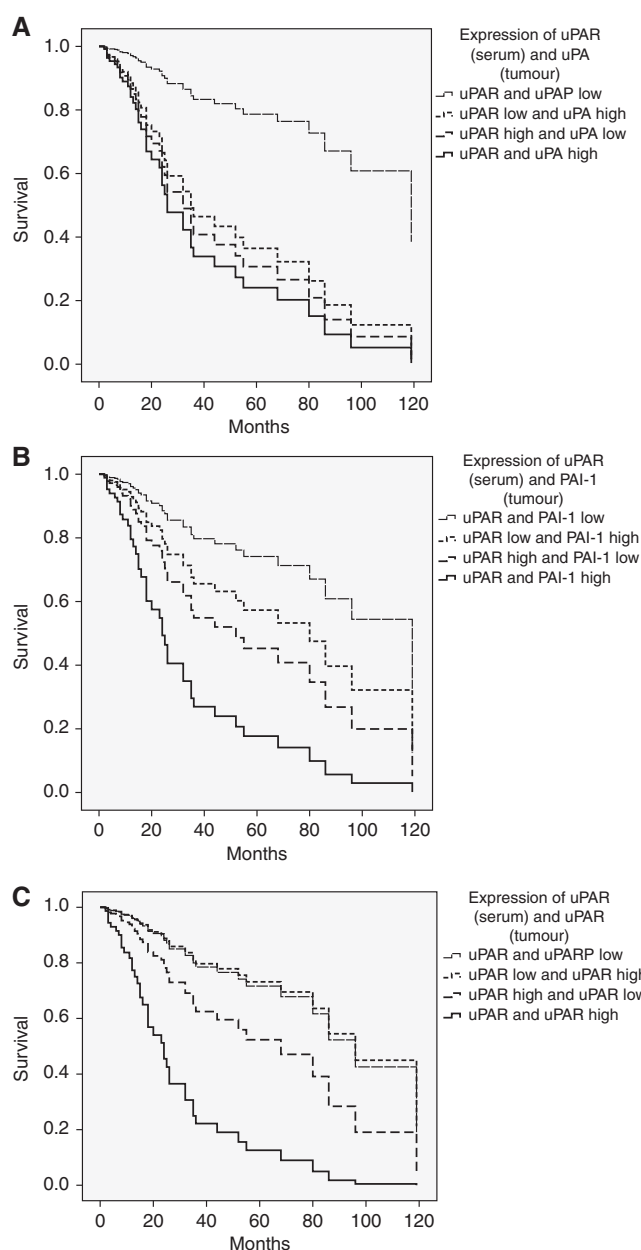 A
Expression of uPAR
(serum) and uPA
(tumour)
uPAR and uPAP low
uPAR low and uPA high
uPAR high and uPA low
uPAR and uPA high
1.0
0.8
0.6
0.4
0.2
0.0
Survival
0 20 40 60 80 100 120
Months
B
Expression of uPAR
(serum) and PAI-1
(tumour)
uPAR and PAI-1 low
uPAR low and PAI-1 high
uPAR high and PAI-1 low
uPAR and PAI-1 high
1.0
0.8
0.6
0.4
0.2
0.0
Survival
0 20 40 60 80 100 120
Months
C
Expression of uPAR
(serum) and uPAR
(tumour)
uPAR and uPARP low
uPAR low and uPAR high
uPAR high and uPAR low
uPAR and uPAR high
1.0
0.8
0.6
0.4
0.2
0.0
Survival
0 20 40 60 80 100 120
Months